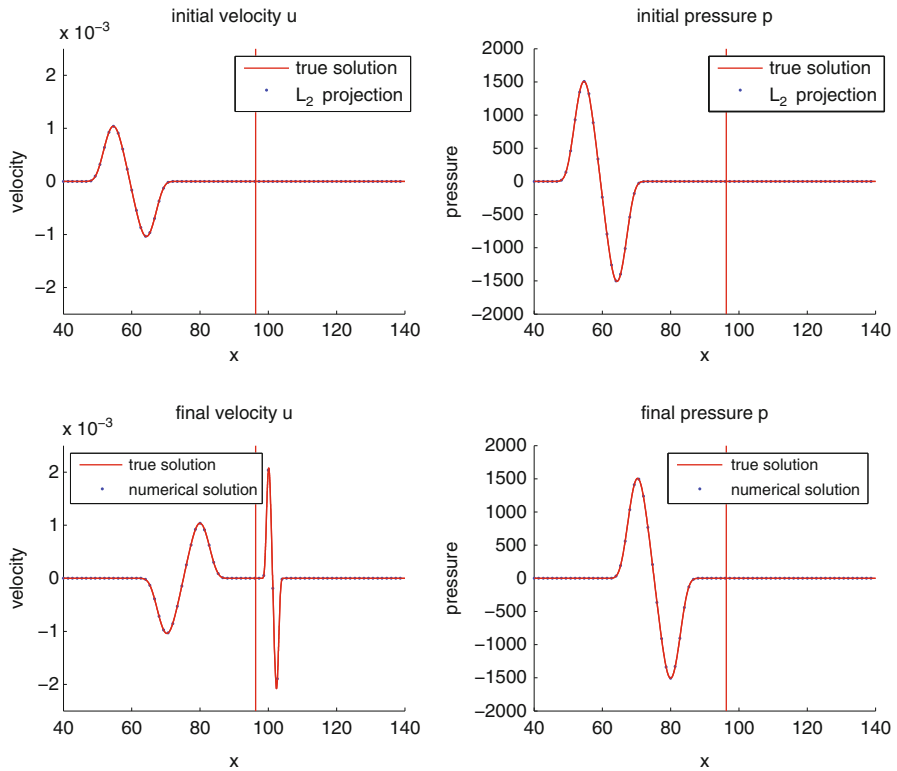 initial velocity u
x 10⁻³
2
1
0
−1
−2
velocity
true solution
L₂ projection
40 60 80 100 120 140
x
initial pressure p
2000
1500
1000
500
0
−500
−1000
−1500
−2000
pressure
true solution
L₂ projection
40 60 80 100 120 140
x
final velocity u
x 10⁻³
2
1
0
−1
−2
velocity
true solution
numerical solution
40 60 80 100 120 140
x
final pressure p
2000
1500
1000
500
0
−500
−1000
−1500
−2000
pressure
true solution
numerical solution
40 60 80 100 120 140
x